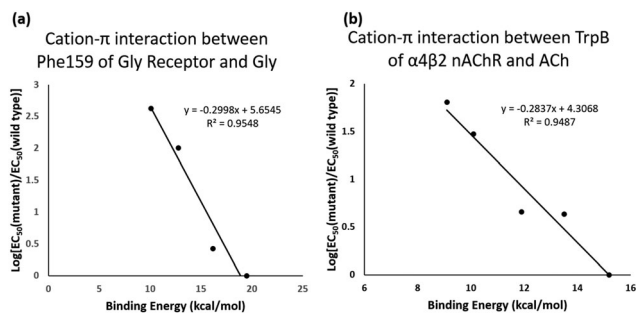 (a)
Cation-π interaction between
Phe159 of Gly Receptor and Gly
Log[EC50(mutant)/EC50(wild type)]
3
2.5
2
1.5
1
0.5
0
y = -0.2998x + 5.6545
R² = 0.9548
0 5 10 15 20 25
Binding Energy (kcal/mol)
(b)
Cation-π interaction between TrpB
of α4β2 nAChR and ACh
Log[EC50(mutant)/EC50(wild type)]
2
1.5
1
0.5
0
y = -0.2837x + 4.3068
R² = 0.9487
6 8 10 12 14 16
Binding Energy (kcal/mol)